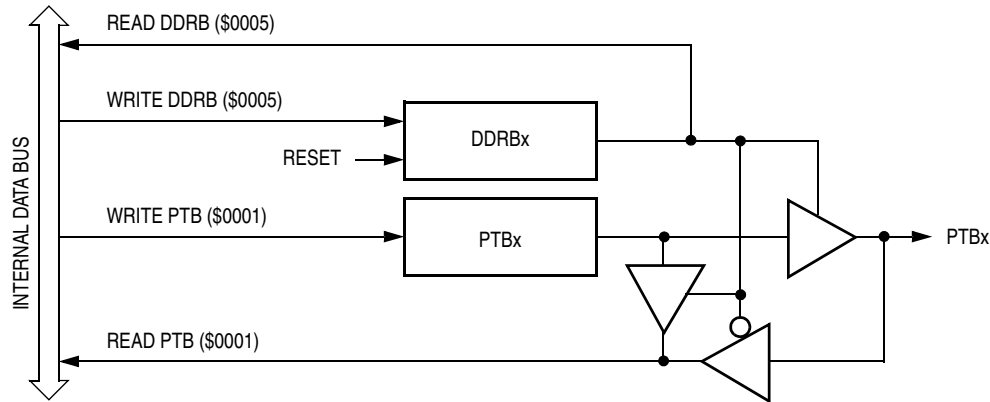 READ DDRB ($0005)
WRITE DDRB ($0005)
DDRBx
RESET
WRITE PTB ($0001)
PTBx
PTBx
READ PTB ($0001)
INTERNAL DATA BUS